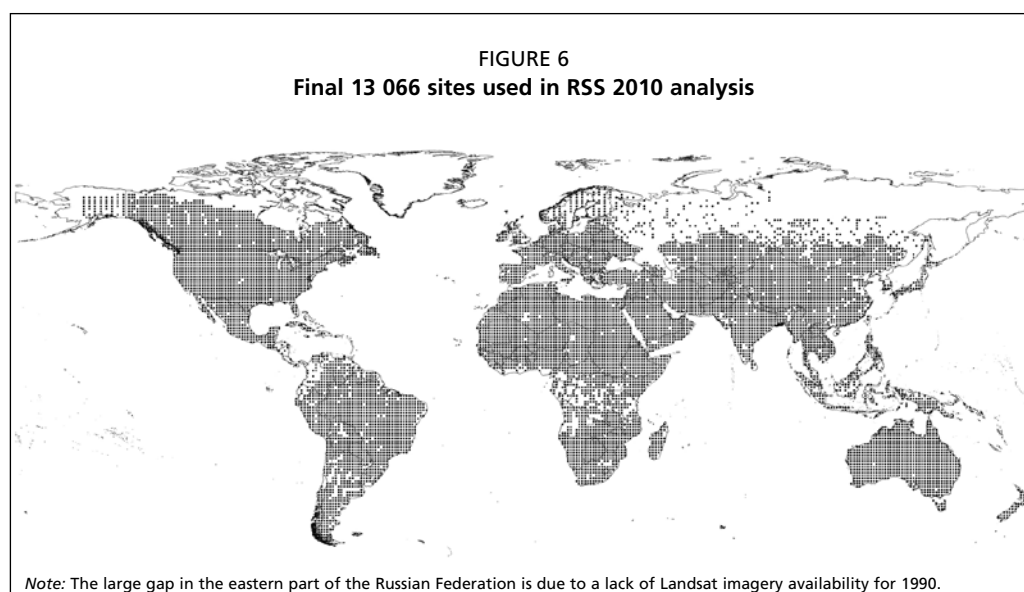 FIGURE 6
Final 13 066 sites used in RSS 2010 analysis
Note: The large gap in the eastern part of the Russian Federation is due to a lack of Landsat imagery availability for 1990.